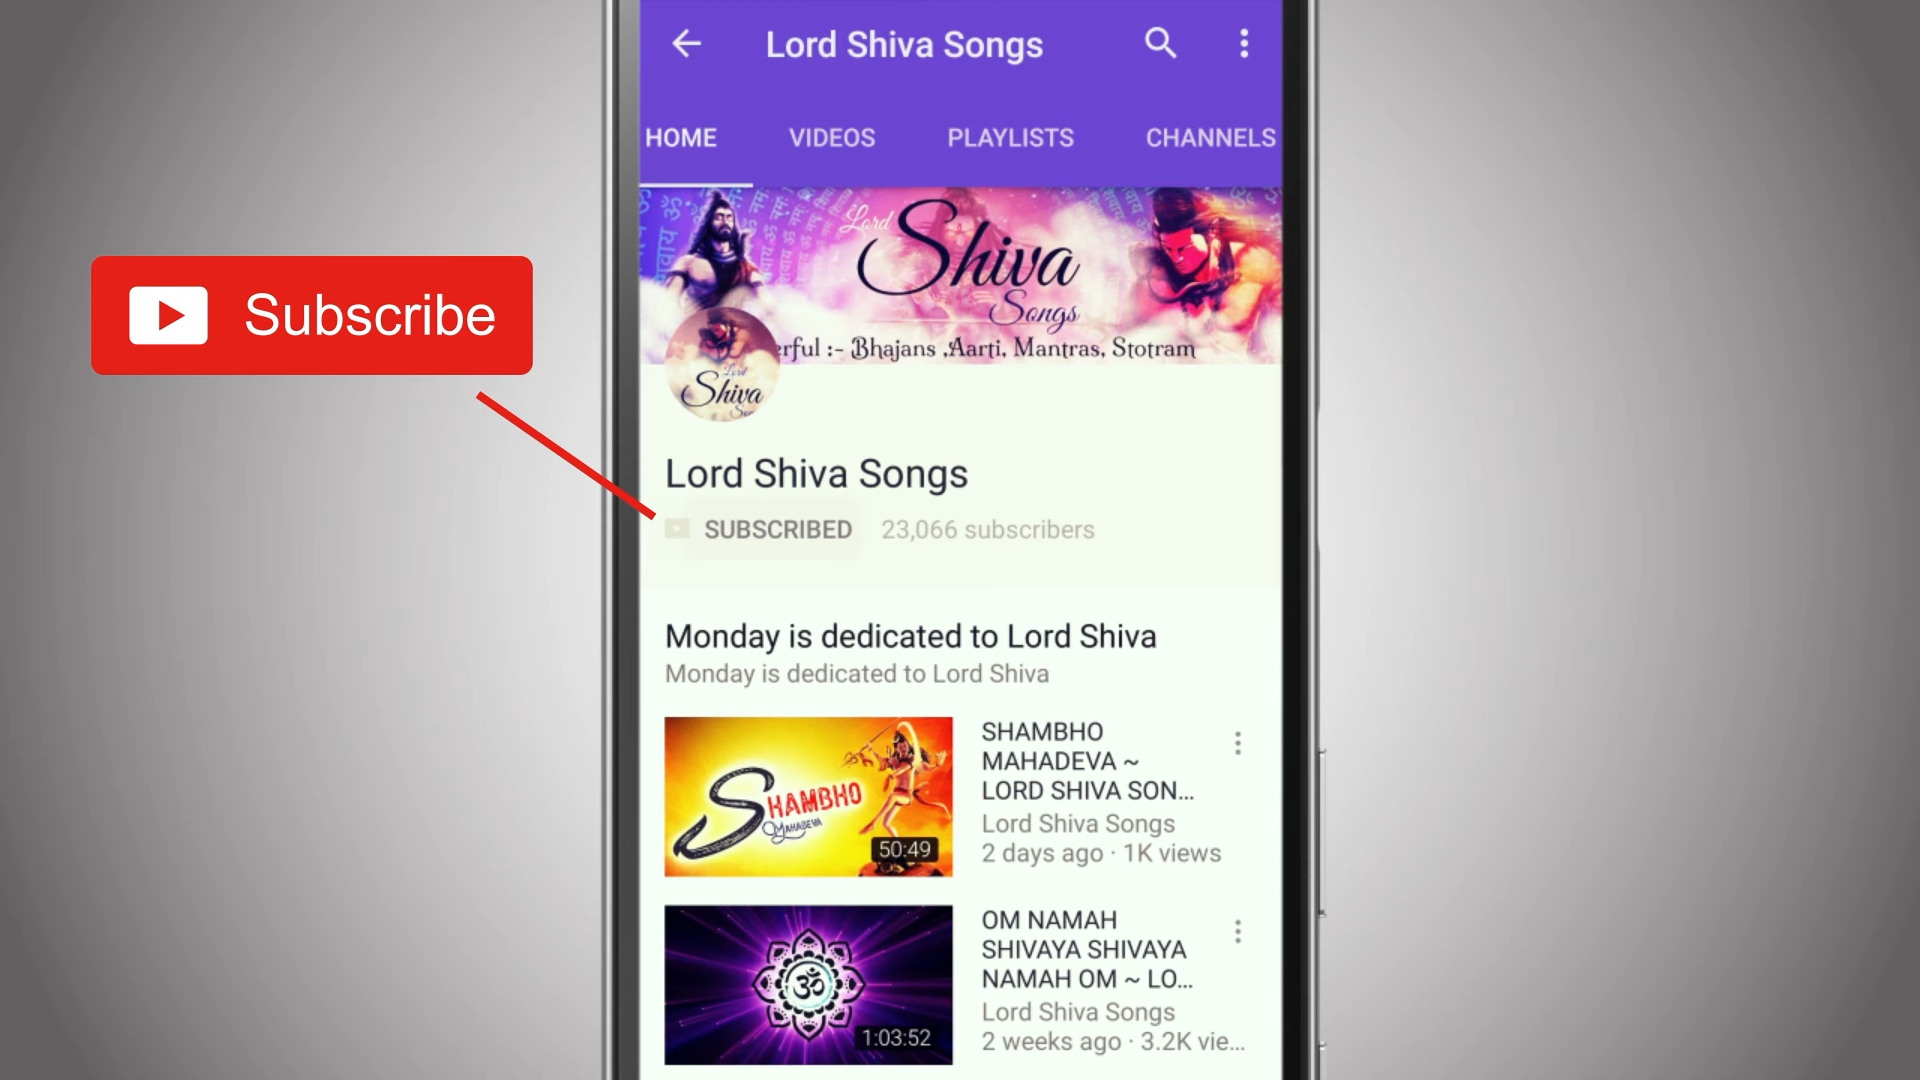 Lord Shiva Songs
HOME VIDEOS PLAYLISTS CHANNELS
Lord
Shiva
Songs
erful :- Bhajans ,Aarti, Mantras, Stotram
Lord
Shiva
Subscribe
Lord Shiva Songs
SUBSCRIBED 23,066 subscribers
Monday is dedicated to Lord Shiva
Monday is dedicated to Lord Shiva
SHAMBHO
MAHADEVA
50:49
SHAMBHO
MAHADEVA ~
LORD SHIVA SON...
Lord Shiva Songs
2 days ago · 1K views
ॐ
1:03:52
OM NAMAH
SHIVAYA SHIVAYA
NAMAH OM ~ LO...
Lord Shiva Songs
2 weeks ago · 3.2K vie...